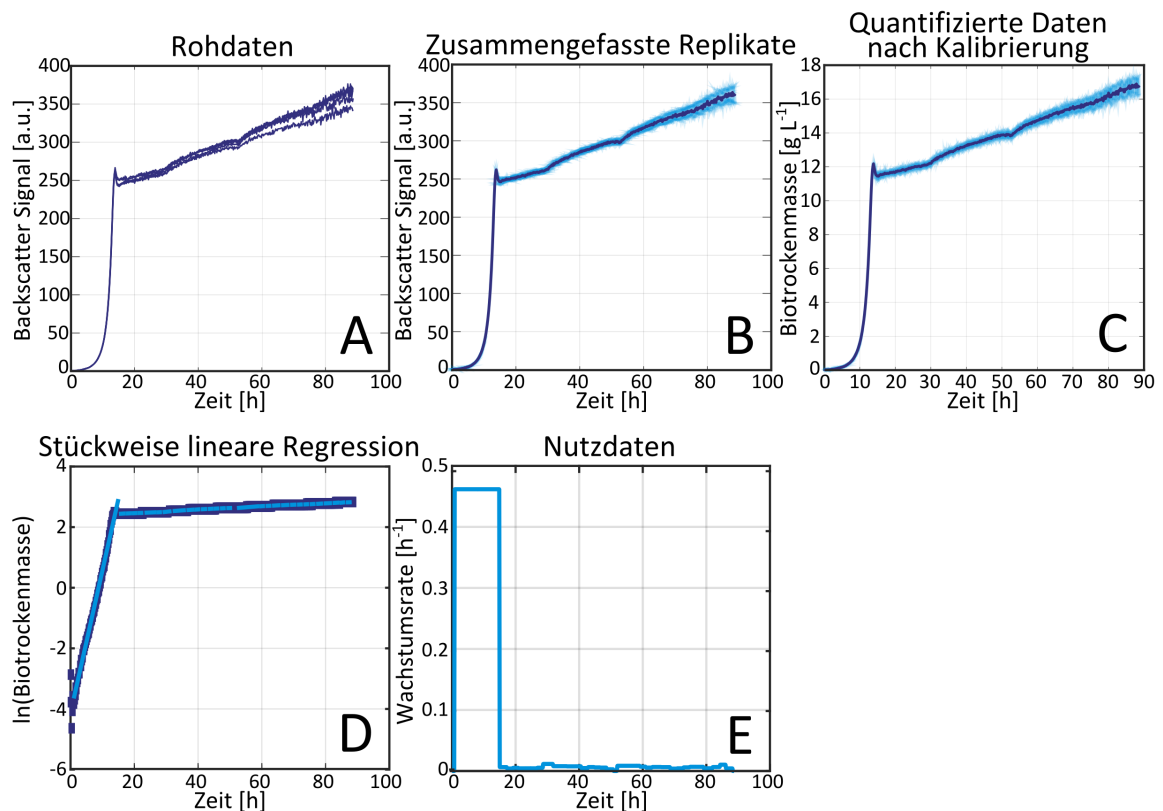 Rohdaten
400
350
300
250
200
150
100
50
0
Backscatter Signal [a.u.]
0 20 40 60 80 100
Zeit [h]
A
Zusammengefasste Replikate
400
350
300
250
200
150
100
50
0
Backscatter Signal [a.u.]
0 20 40 60 80 100
Zeit [h]
B
Quantifizierte Daten
nach Kalibrierung
18
16
14
12
10
8
6
4
2
0
Biotrockenmasse [g L⁻¹]
0 10 20 30 40 50 60 70 80 90
Zeit [h]
C
Stückweise lineare Regression
4
2
0
-2
-4
-6
ln(Biotrockenmasse)
0 20 40 60 80 100
Zeit [h]
D
Nutzdaten
0.5
0.4
0.3
0.2
0.1
0
Wachstumsrate [h⁻¹]
0 20 40 60 80 100
Zeit [h]
E